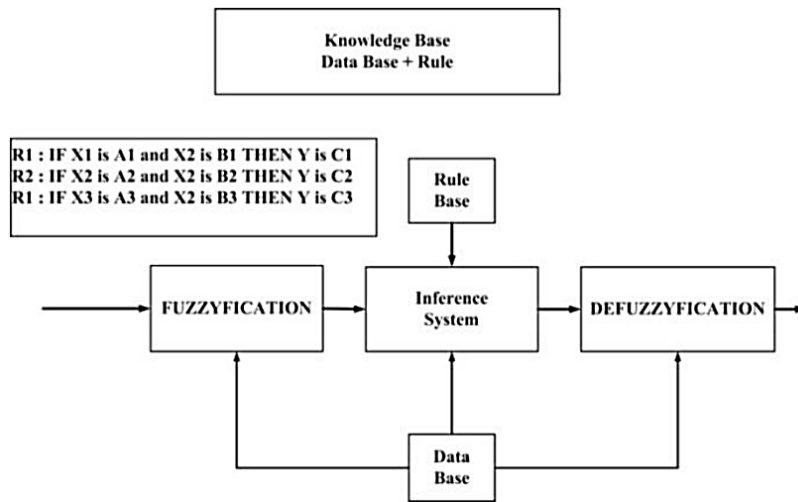 Knowledge Base
Data Base + Rule
R1 : IF X1 is A1 and X2 is B1 THEN Y is C1
R2 : IF X2 is A2 and X2 is B2 THEN Y is C2
R1 : IF X3 is A3 and X2 is B3 THEN Y is C3
Rule
Base
FUZZYFICATION
Inference
System
DEFUZZYFICATION
Data
Base